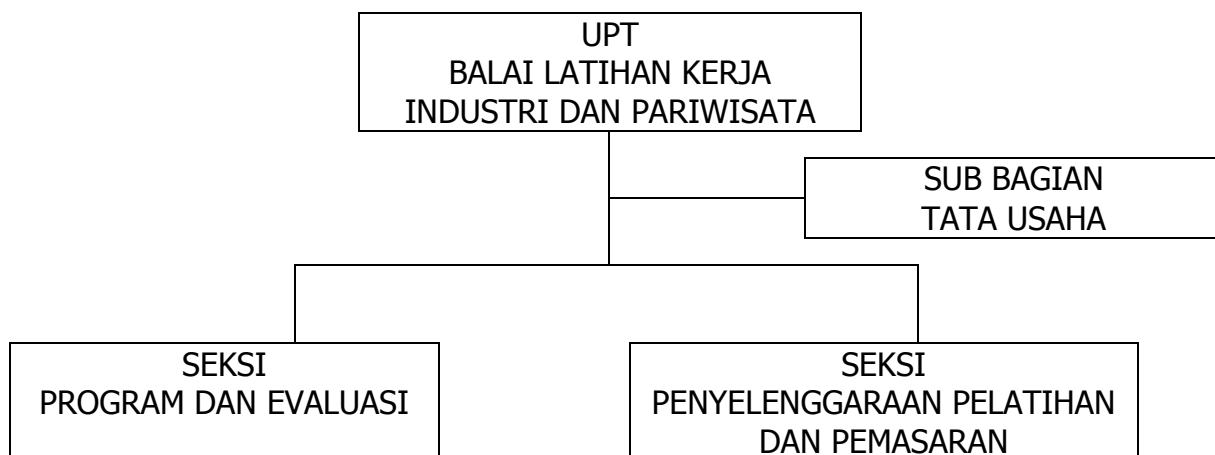 UPT
BALAI LATIHAN KERJA
INDUSTRI DAN PARIWISATA
SUB BAGIAN
TATA USAHA
SEKSI
PROGRAM DAN EVALUASI
SEKSI
PENYELENGGARAAN PELATIHAN
DAN PEMASARAN